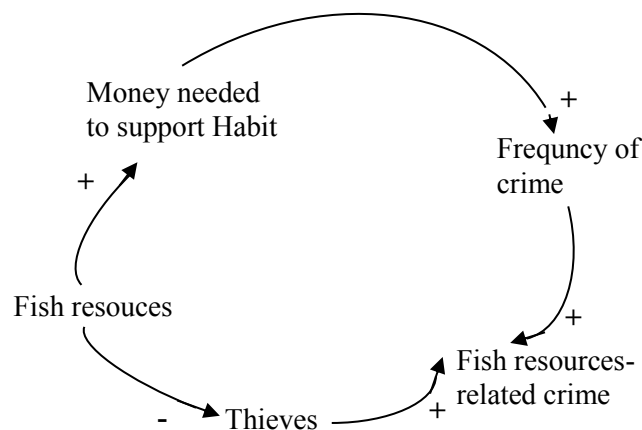 +
Money needed
to support Habit
+
Frequncy of
crime
+
Fish resouces
+
Fish resources-
related crime
-
Thieves
+